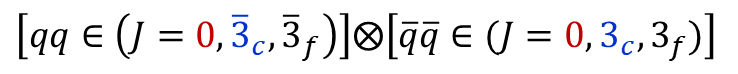 [qq ∈ (J = 0, 3̅_c, 3̅_f)]⊗[q̅q̅ ∈ (J = 0, 3_c, 3_f)]